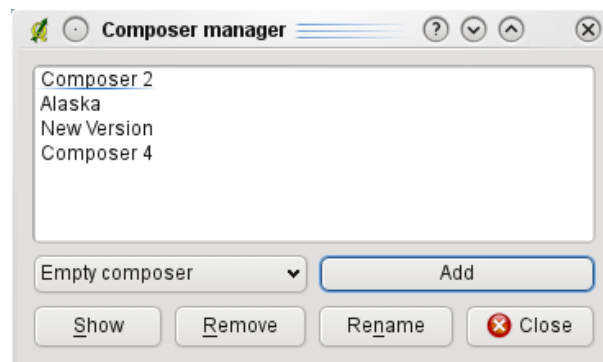 Composer manager
Composer 2
Alaska
New Version
Composer 4
Empty composer Add
Show Remove Rename Close